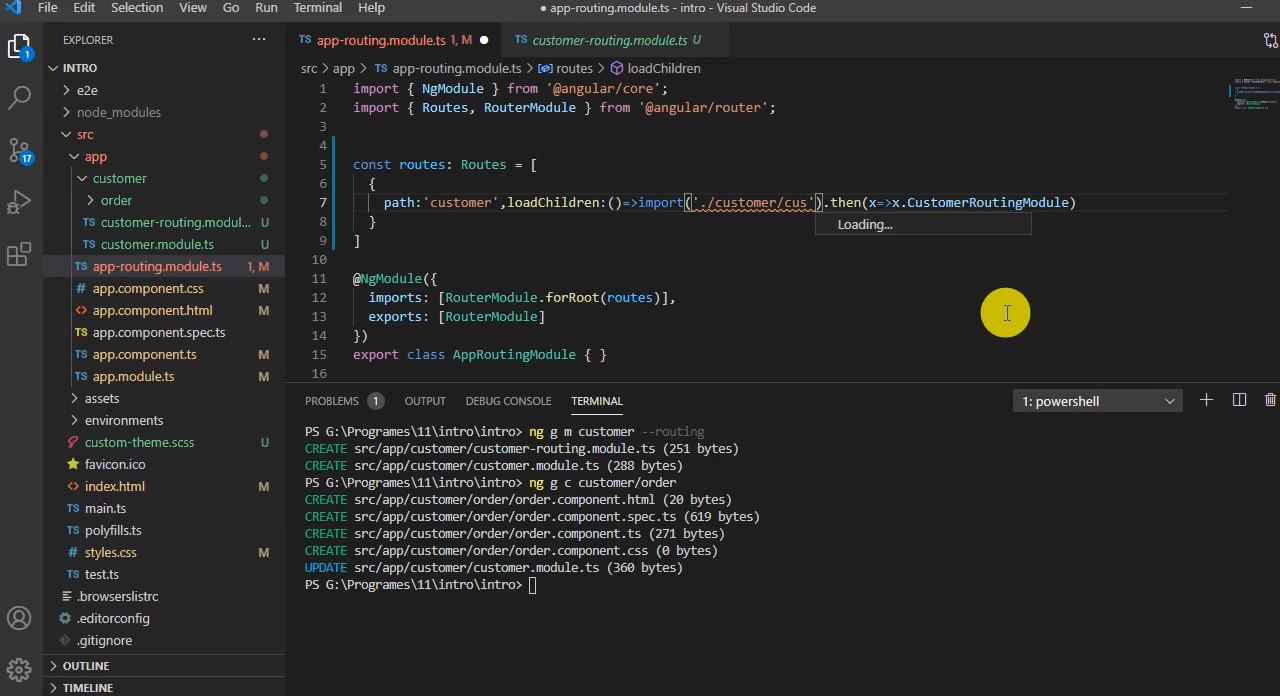 File Edit Selection View Go Run Terminal Help
● app-routing.module.ts - intro - Visual Studio Code
EXPLORER ...
1
INTRO
e2e
node_modules
src
app
customer
order
TS customer-routing.modul... U
TS customer.module.ts U
TS app-routing.module.ts 1, M
# app.component.css M
<> app.component.html M
TS app.component.spec.ts
TS app.component.ts M
TS app.module.ts M
assets
environments
custom-theme.scss U
favicon.ico
<> index.html M
TS main.ts
TS polyfills.ts
# styles.css M
TS test.ts
.browserslistrc
.editorconfig
.gitignore
OUTLINE
TIMELINE
17
TS app-routing.module.ts 1, M ●
TS customer-routing.module.ts U
src > app > TS app-routing.module.ts > routes > loadChildren
1 import { NgModule } from '@angular/core';
2 import { Routes, RouterModule } from '@angular/router';
3
4
5 const routes: Routes = [
6 {
7 path:'customer',loadChildren:()=>import('./customer/cus').then(x=>x.CustomerRoutingModule)
8 }
9 ]
Loading...
10
11 @NgModule({
12 imports: [RouterModule.forRoot(routes)],
13 exports: [RouterModule]
14 })
15 export class AppRoutingModule { }
16
PROBLEMS 1 OUTPUT DEBUG CONSOLE TERMINAL 1: powershell
PS G:\Programes\11\intro\intro> ng g m customer --routing
CREATE src/app/customer/customer-routing.module.ts (251 bytes)
CREATE src/app/customer/customer.module.ts (288 bytes)
PS G:\Programes\11\intro\intro> ng g c customer/order
CREATE src/app/customer/order/order.component.html (20 bytes)
CREATE src/app/customer/order/order.component.spec.ts (619 bytes)
CREATE src/app/customer/order/order.component.ts (271 bytes)
CREATE src/app/customer/order/order.component.css (0 bytes)
UPDATE src/app/customer/customer.module.ts (360 bytes)
PS G:\Programes\11\intro\intro>